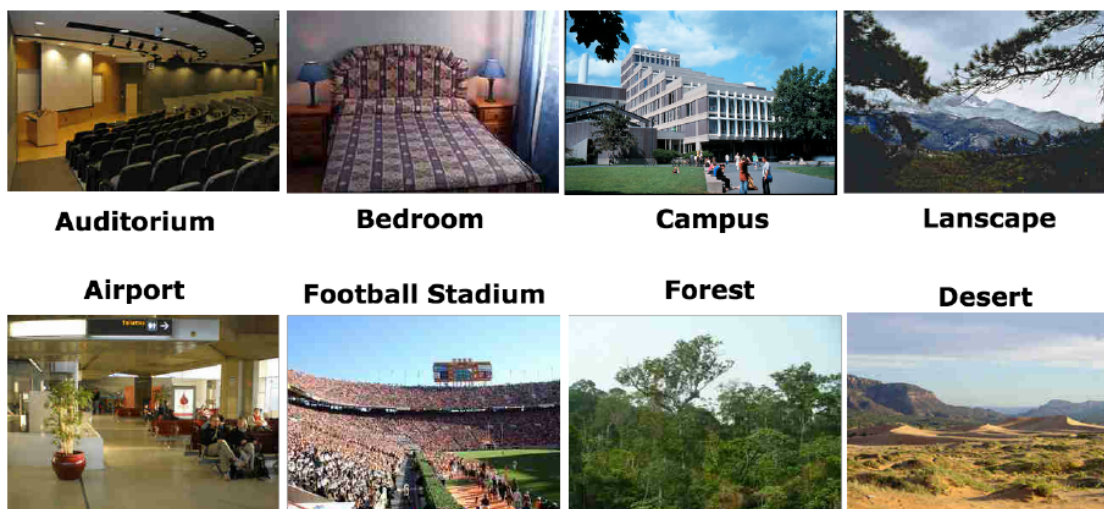 Auditorium
Bedroom
Campus
Lanscape
Airport
Football Stadium
Forest
Desert